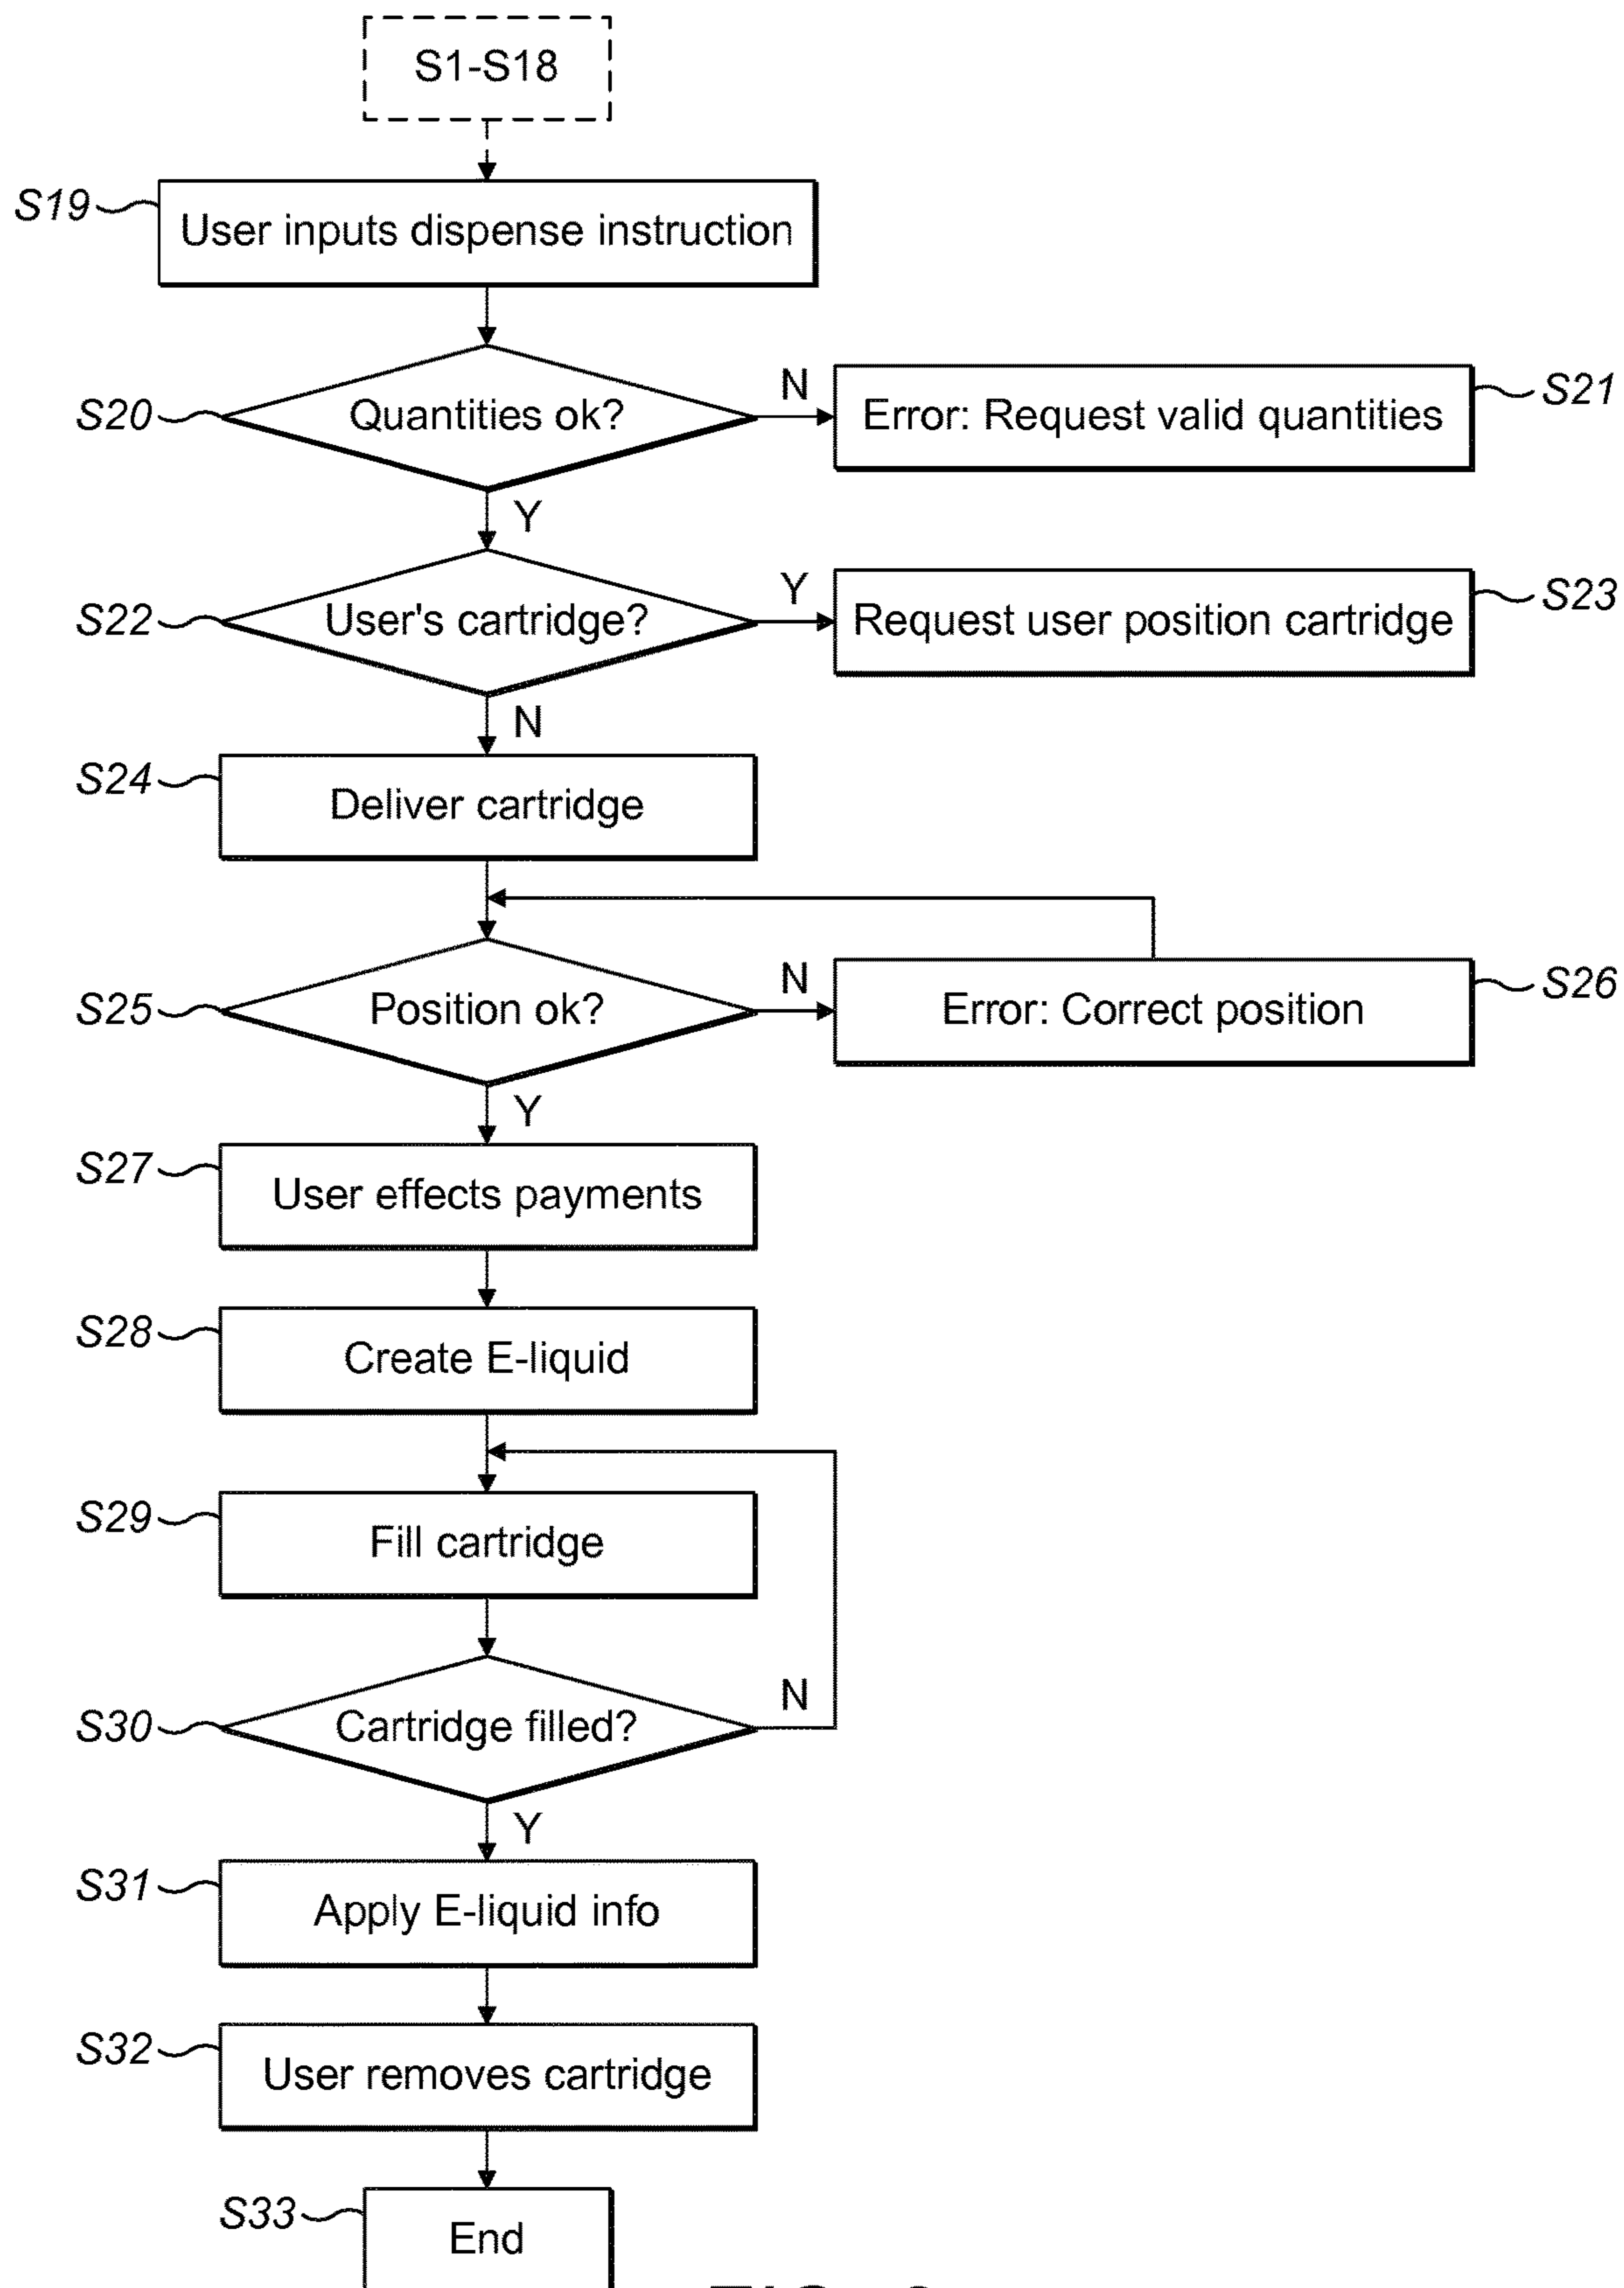 S1-S18
S19
User inputs dispense instruction
S20
Quantities ok?
N
Error: Request valid quantities
S21
Y
S22
User's cartridge?
Y
Request user position cartridge
S23
N
S24
Deliver cartridge
S25
Position ok?
N
Error: Correct position
S26
Y
S27
User effects payments
S28
Create E-liquid
S29
Fill cartridge
S30
Cartridge filled?
N
Y
S31
Apply E-liquid info
S32
User removes cartridge
S33
End